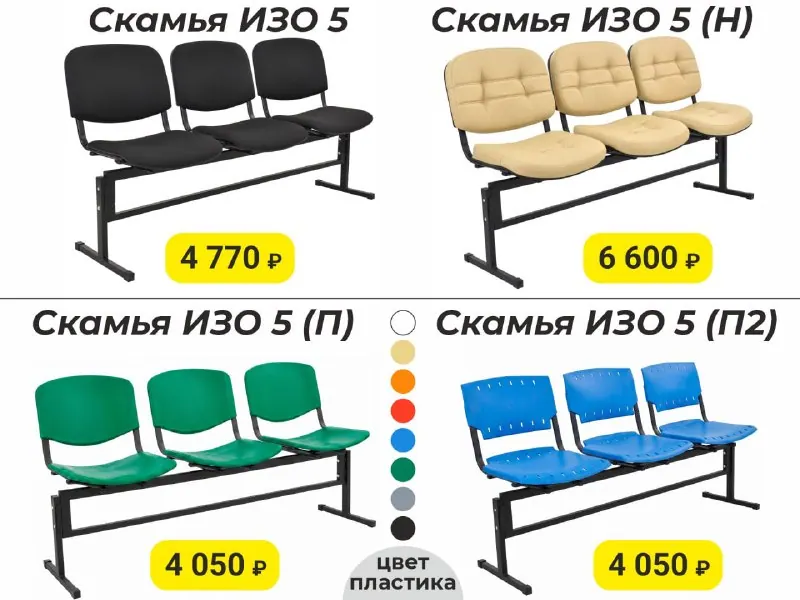 Скамья ИЗО 5
Скамья ИЗО 5 (Н)
4 770 ₽
6 600 ₽
Скамья ИЗО 5 (П)
Скамья ИЗО 5 (П2)
4 050 ₽
цвет
пластика
4 050 ₽